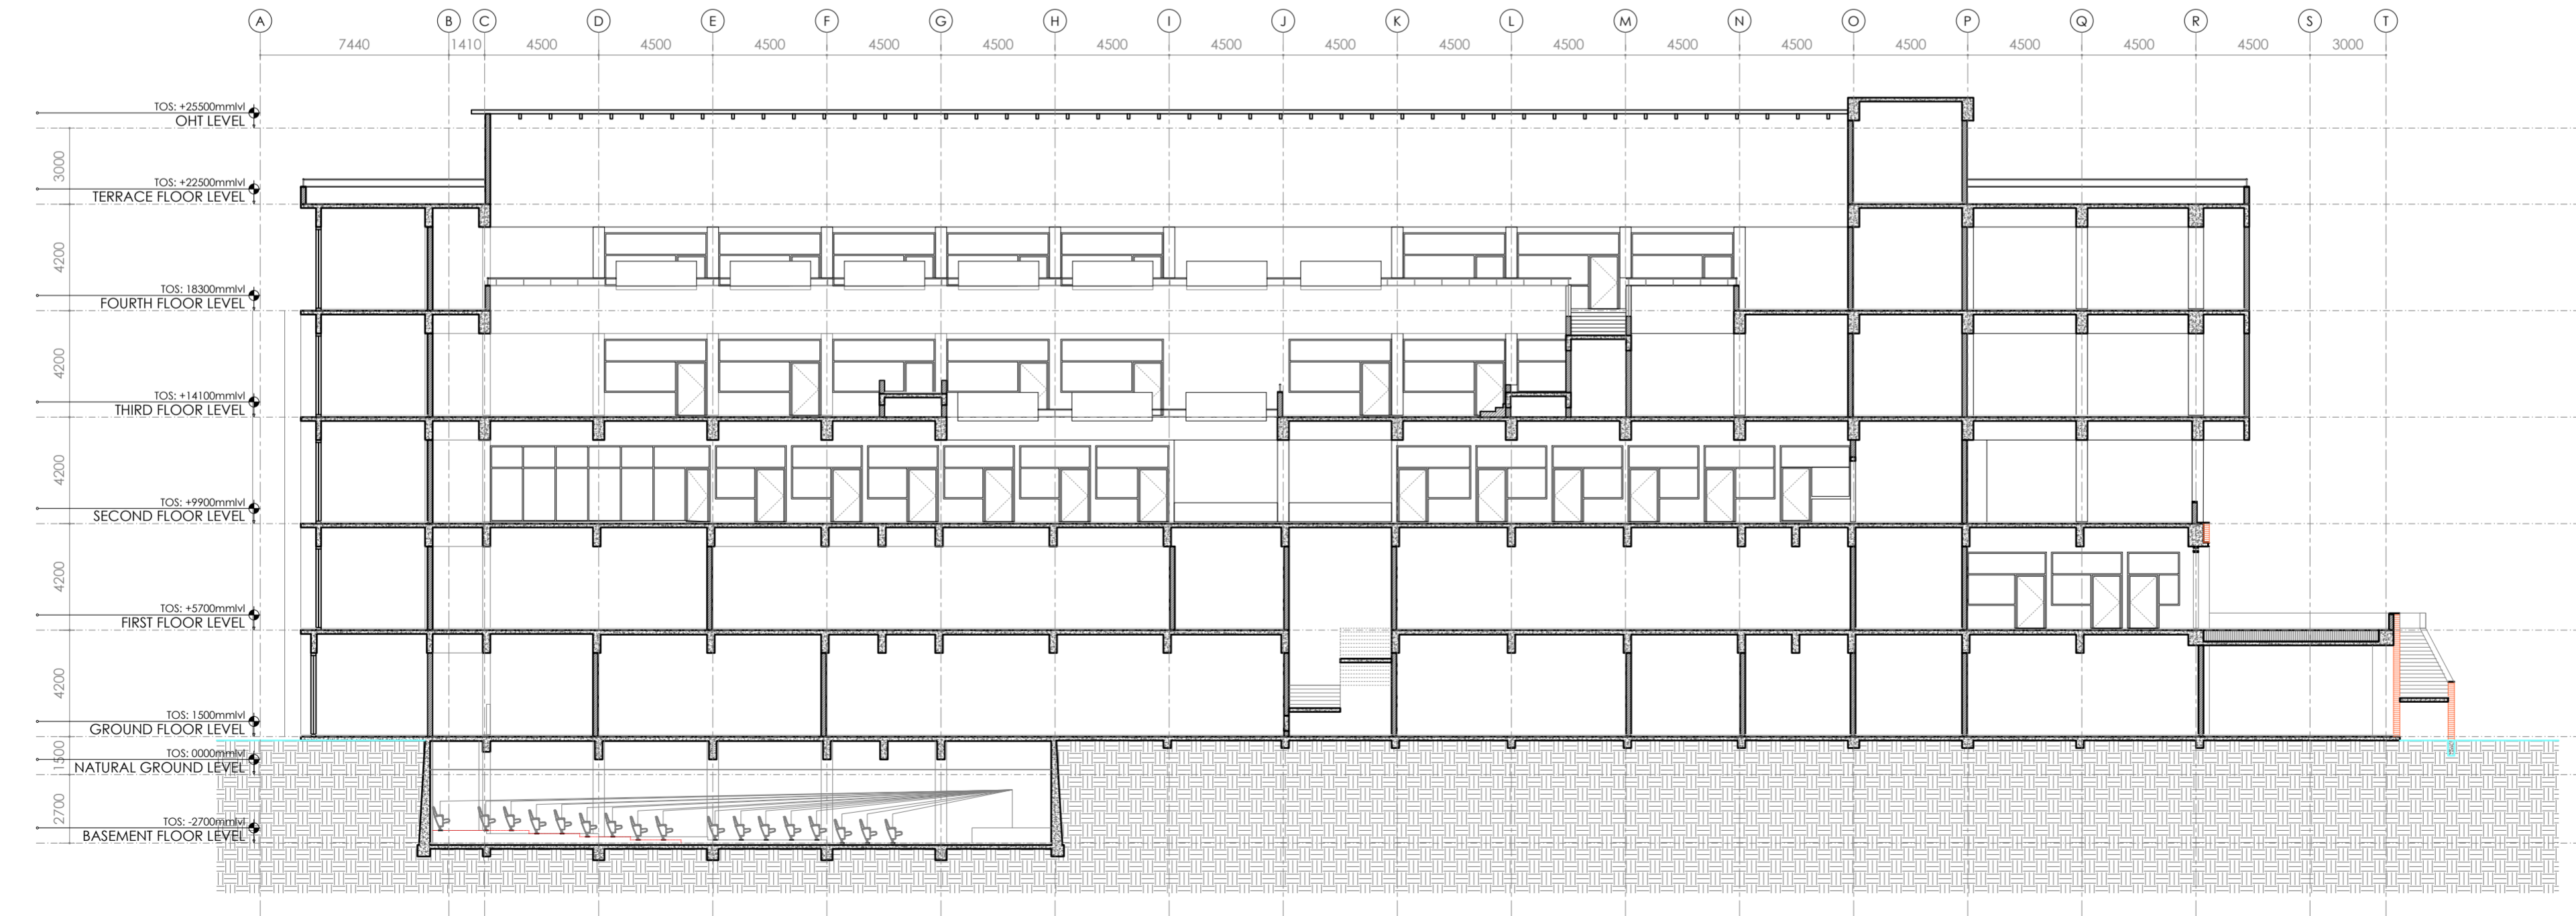 A B C D E F G H I J K L M N O P Q R S T
7440 1410 4500 4500 4500 4500 4500 4500 4500 4500 4500 4500 4500 4500 4500 4500 4500 4500 3000
TOS: +25500mmlvl
OHT LEVEL
3000
TOS: +22500mmlvl
TERRACE FLOOR LEVEL
4200
TOS: 18300mmlvl
FOURTH FLOOR LEVEL
4200
TOS: +14100mmlvl
THIRD FLOOR LEVEL
4200
TOS: +9900mmlvl
SECOND FLOOR LEVEL
4200
TOS: +5700mmlvl
FIRST FLOOR LEVEL
4200
TOS: 1500mmlvl
GROUND FLOOR LEVEL
1500
TOS: 0000mmlvl
NATURAL GROUND LEVEL
2700
TOS: -2700mmlvl
BASEMENT FLOOR LEVEL